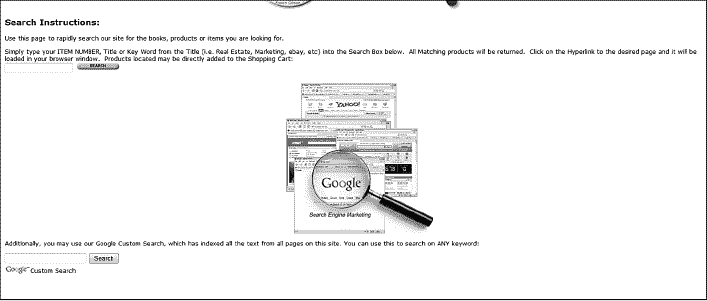 Search Instructions:
Use this page to rapidly search our site for the books, products or items you are looking for.
Simply type your ITEM NUMBER, Title or Key Word from the Title (i.e. Real Estate, Marketing, ebay, etc) into the Search Box below. All Matching products will be returned. Click on the Hyperlink to the desired page and it will be
loaded in your browser window. Products located may be directly added to the Shopping Cart:
SEARCH
YAHOO!
Google
Search Engine Marketing
Additionally, you may use our Google Custom Search, which has indexed all the text from all pages on this site. You can use this to search on ANY keyword:
Search
Google™ Custom Search